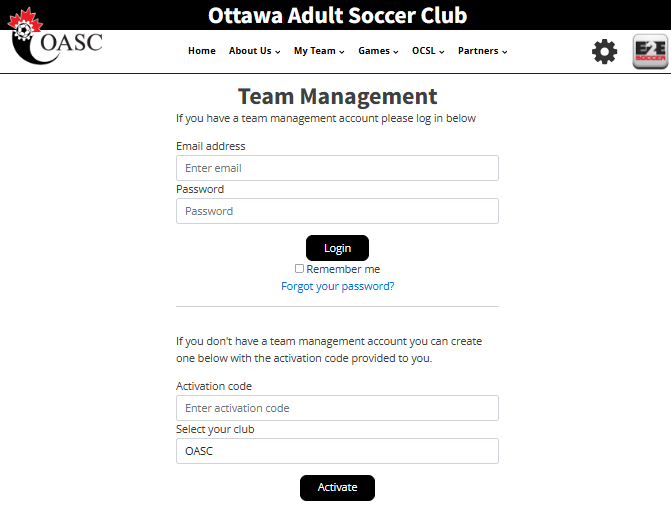 Ottawa Adult Soccer Club
OASC
Home About Us My Team Games OCSL Partners
E2E
SOCCER
Team Management
If you have a team management account please log in below
Email address
Enter email
Password
Password
Login
Remember me
Forgot your password?
If you don't have a team management account you can create
one below with the activation code provided to you.
Activation code
Enter activation code
Select your club
OASC
Activate